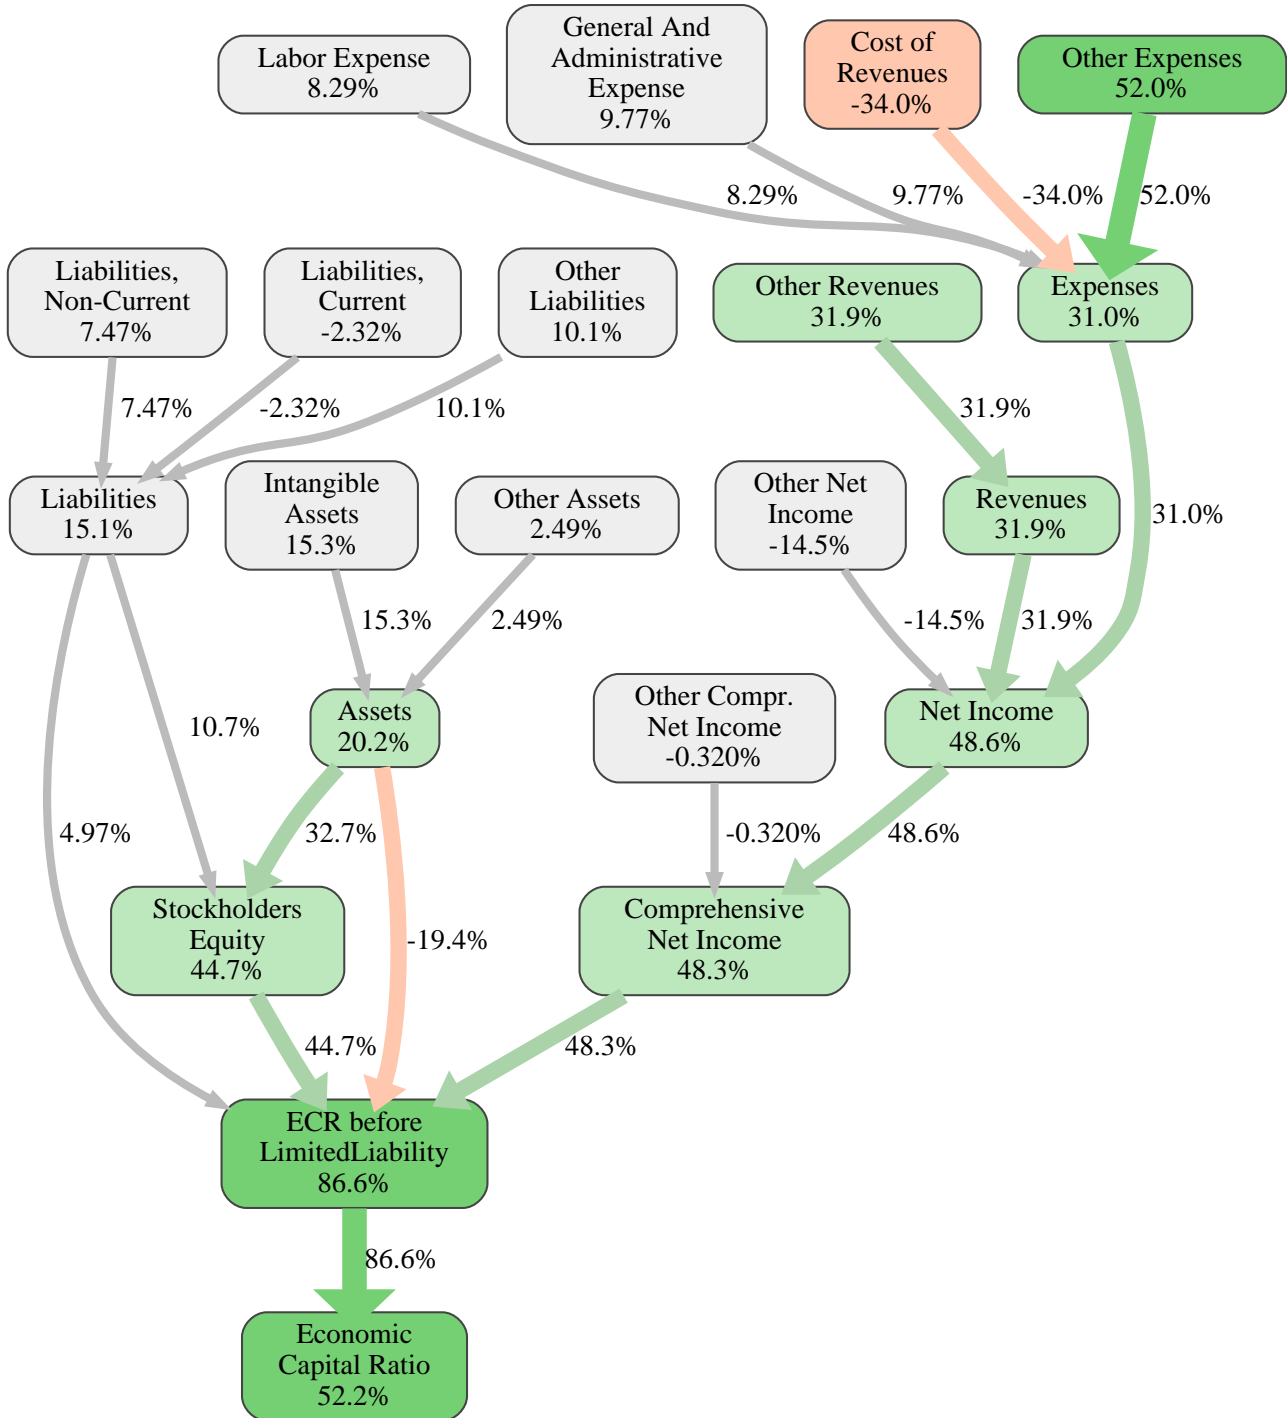 Labor Expense
8.29%
General And
Administrative
Expense
9.77%
Cost of
Revenues
-34.0%
Other Expenses
52.0%
8.29%
9.77%
-34.0%
52.0%
Liabilities,
Non-Current
7.47%
Liabilities,
Current
-2.32%
Other
Liabilities
10.1%
Other Revenues
31.9%
Expenses
31.0%
7.47%
-2.32%
10.1%
31.9%
31.0%
Liabilities
15.1%
Intangible
Assets
15.3%
Other Assets
2.49%
Other Net
Income
-14.5%
Revenues
31.9%
15.3%
2.49%
-14.5%
31.9%
10.7%
4.97%
Assets
20.2%
Other Compr.
Net Income
-0.320%
Net Income
48.6%
32.7%
-19.4%
-0.320%
48.6%
Stockholders
Equity
44.7%
Comprehensive
Net Income
48.3%
44.7%
48.3%
ECR before
LimitedLiability
86.6%
86.6%
Economic
Capital Ratio
52.2%